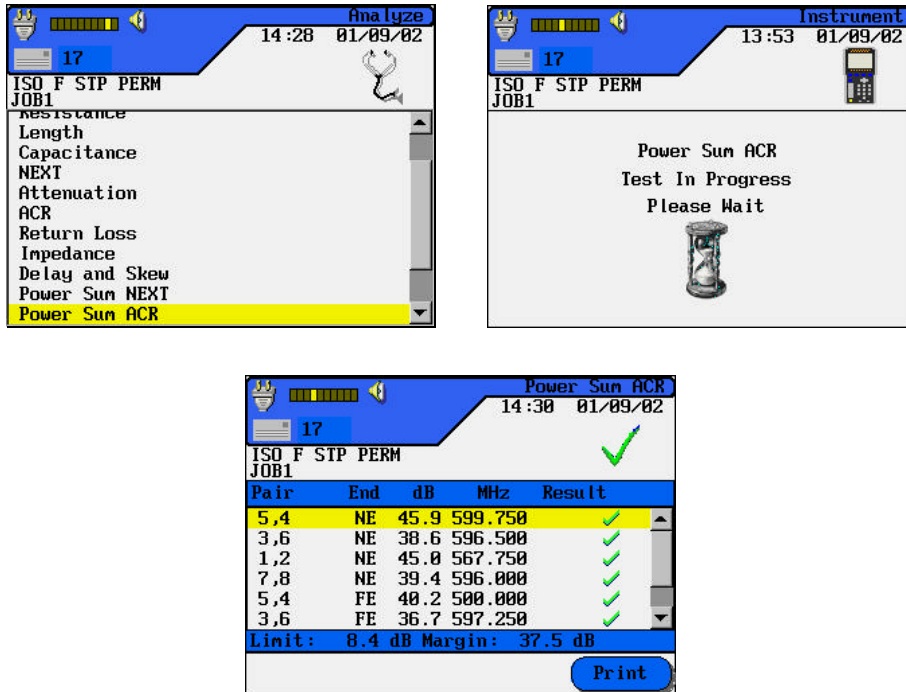 Analyze
14:28 01/09/02
17
ISO F STP PERM
JOB1
Resistance
Length
Capacitance
NEXT
Attenuation
ACR
Return Loss
Impedance
Delay and Skew
Power Sum NEXT
Power Sum ACR
Instrument
13:53 01/09/02
17
ISO F STP PERM
JOB1
Power Sum ACR
Test In Progress
Please Wait
Power Sum ACR
14:30 01/09/02
17
ISO F STP PERM
JOB1
Pair End dB MHz Result
5,4 NE 45.9 599.750
3,6 NE 38.6 596.500
1,2 NE 45.0 567.750
7,8 NE 39.4 596.000
5,4 FE 40.2 500.000
3,6 FE 36.7 597.250
Limit: 8.4 dB Margin: 37.5 dB
Print